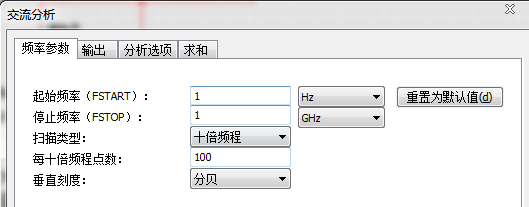 交流分析
频率参数 输出 分析选项 求和
起始频率（FSTART）： 1 Hz 重置为默认值(d)
停止频率（FSTOP）： 1 GHz
扫描类型： 十倍频程
每十倍频程点数： 100
垂直刻度： 分贝